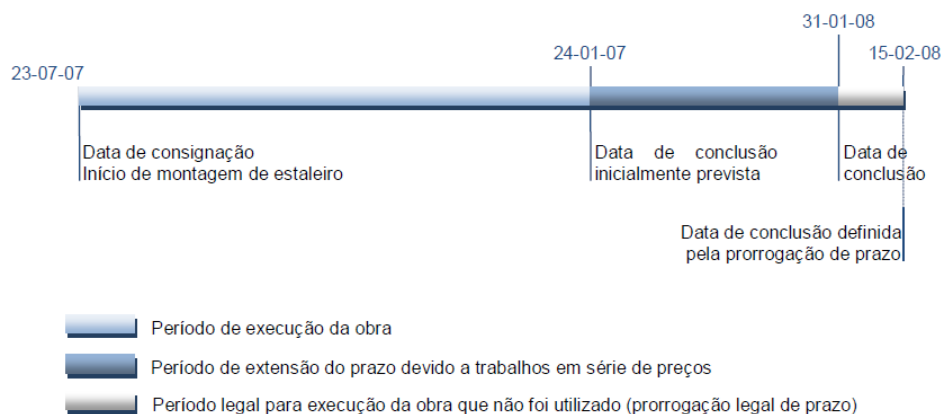 31-01-08
24-01-07
15-02-08
23-07-07
Data de consignação
Início de montagem de estaleiro
Data de conclusão
inicialmente prevista
Data de
conclusão
Data de conclusão definida
pela prorrogação de prazo
Período de execução da obra
Período de extensão do prazo devido a trabalhos em série de preços
Período legal para execução da obra que não foi utilizado (prorrogação legal de prazo)